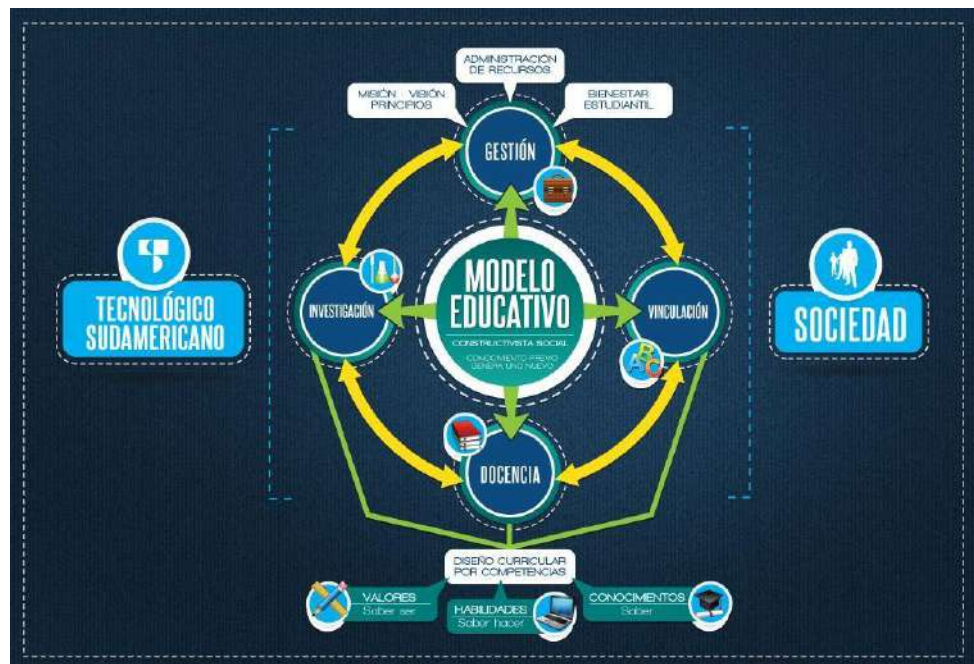 ADMINISTRACIÓN
DE RECURSOS
MISIÓN - VISIÓN
PRINCIPIOS
BIENESTAR
ESTUDIANTIL
GESTIÓN
TECNOLÓGICO
SUDAMERICANO
INVESTIGACIÓN
MODELO
EDUCATIVO
CONSTRUCTIVISTA SOCIAL
CONOCIMIENTO PREVIO
GENERA UNO NUEVO
VINCULACIÓN
ABC
SOCIEDAD
DOCENCIA
DISEÑO CURRICULAR
POR COMPETENCIAS
VALORES
Saber ser
HABILIDADES
Saber hacer
CONOCIMIENTOS
Saber